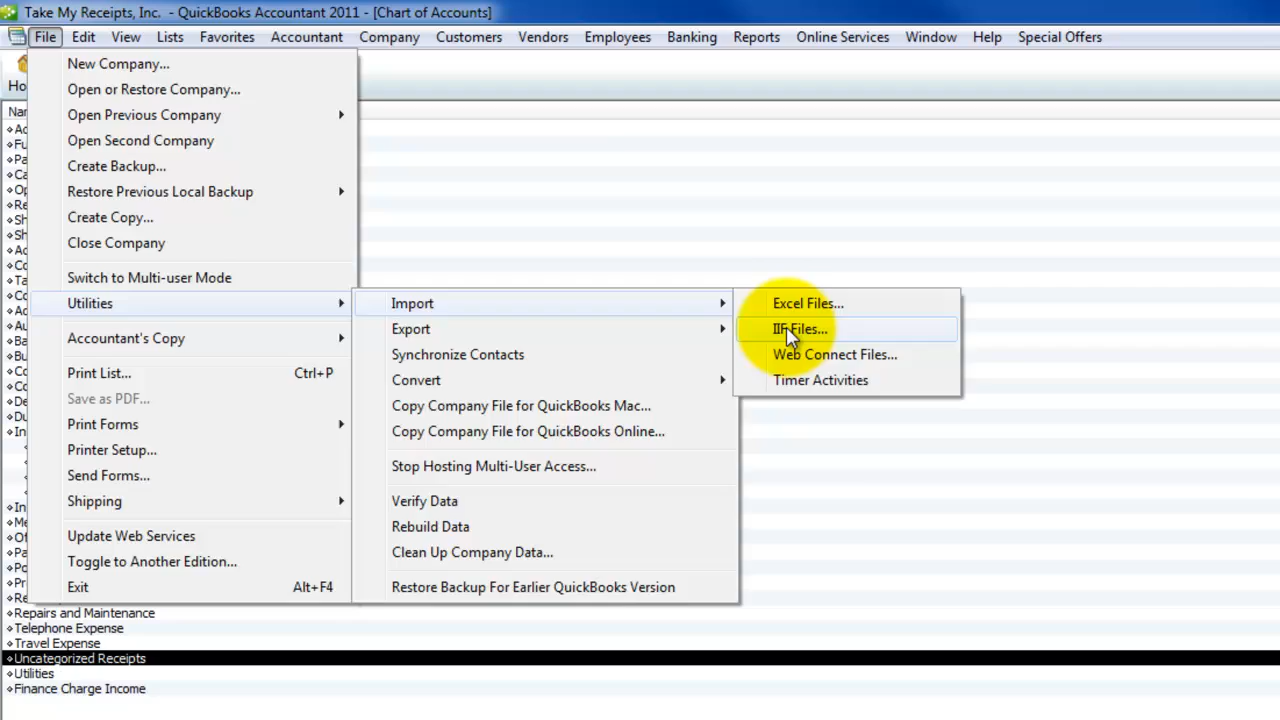 Take My Receipts, Inc. - QuickBooks Accountant 2011 - [Chart of Accounts]
File Edit View Lists Favorites Accountant Company Customers Vendors Employees Banking Reports Online Services Window Help Special Offers
New Company...
Open or Restore Company...
Open Previous Company
Open Second Company
Create Backup...
Restore Previous Local Backup
Create Copy...
Close Company
Switch to Multi-user Mode
Utilities
Accountant's Copy
Print List... Ctrl+P
Save as PDF...
Print Forms
Printer Setup...
Send Forms...
Shipping
Update Web Services
Toggle to Another Edition...
Exit Alt+F4
Import
Export
Synchronize Contacts
Convert
Copy Company File for QuickBooks Mac...
Copy Company File for QuickBooks Online...
Stop Hosting Multi-User Access...
Verify Data
Rebuild Data
Clean Up Company Data...
Restore Backup For Earlier QuickBooks Version
Excel Files...
IIF Files...
Web Connect Files...
Timer Activities
Repairs and Maintenance
Telephone Expense
Travel Expense
Uncategorized Receipts
Utilities
Finance Charge Income